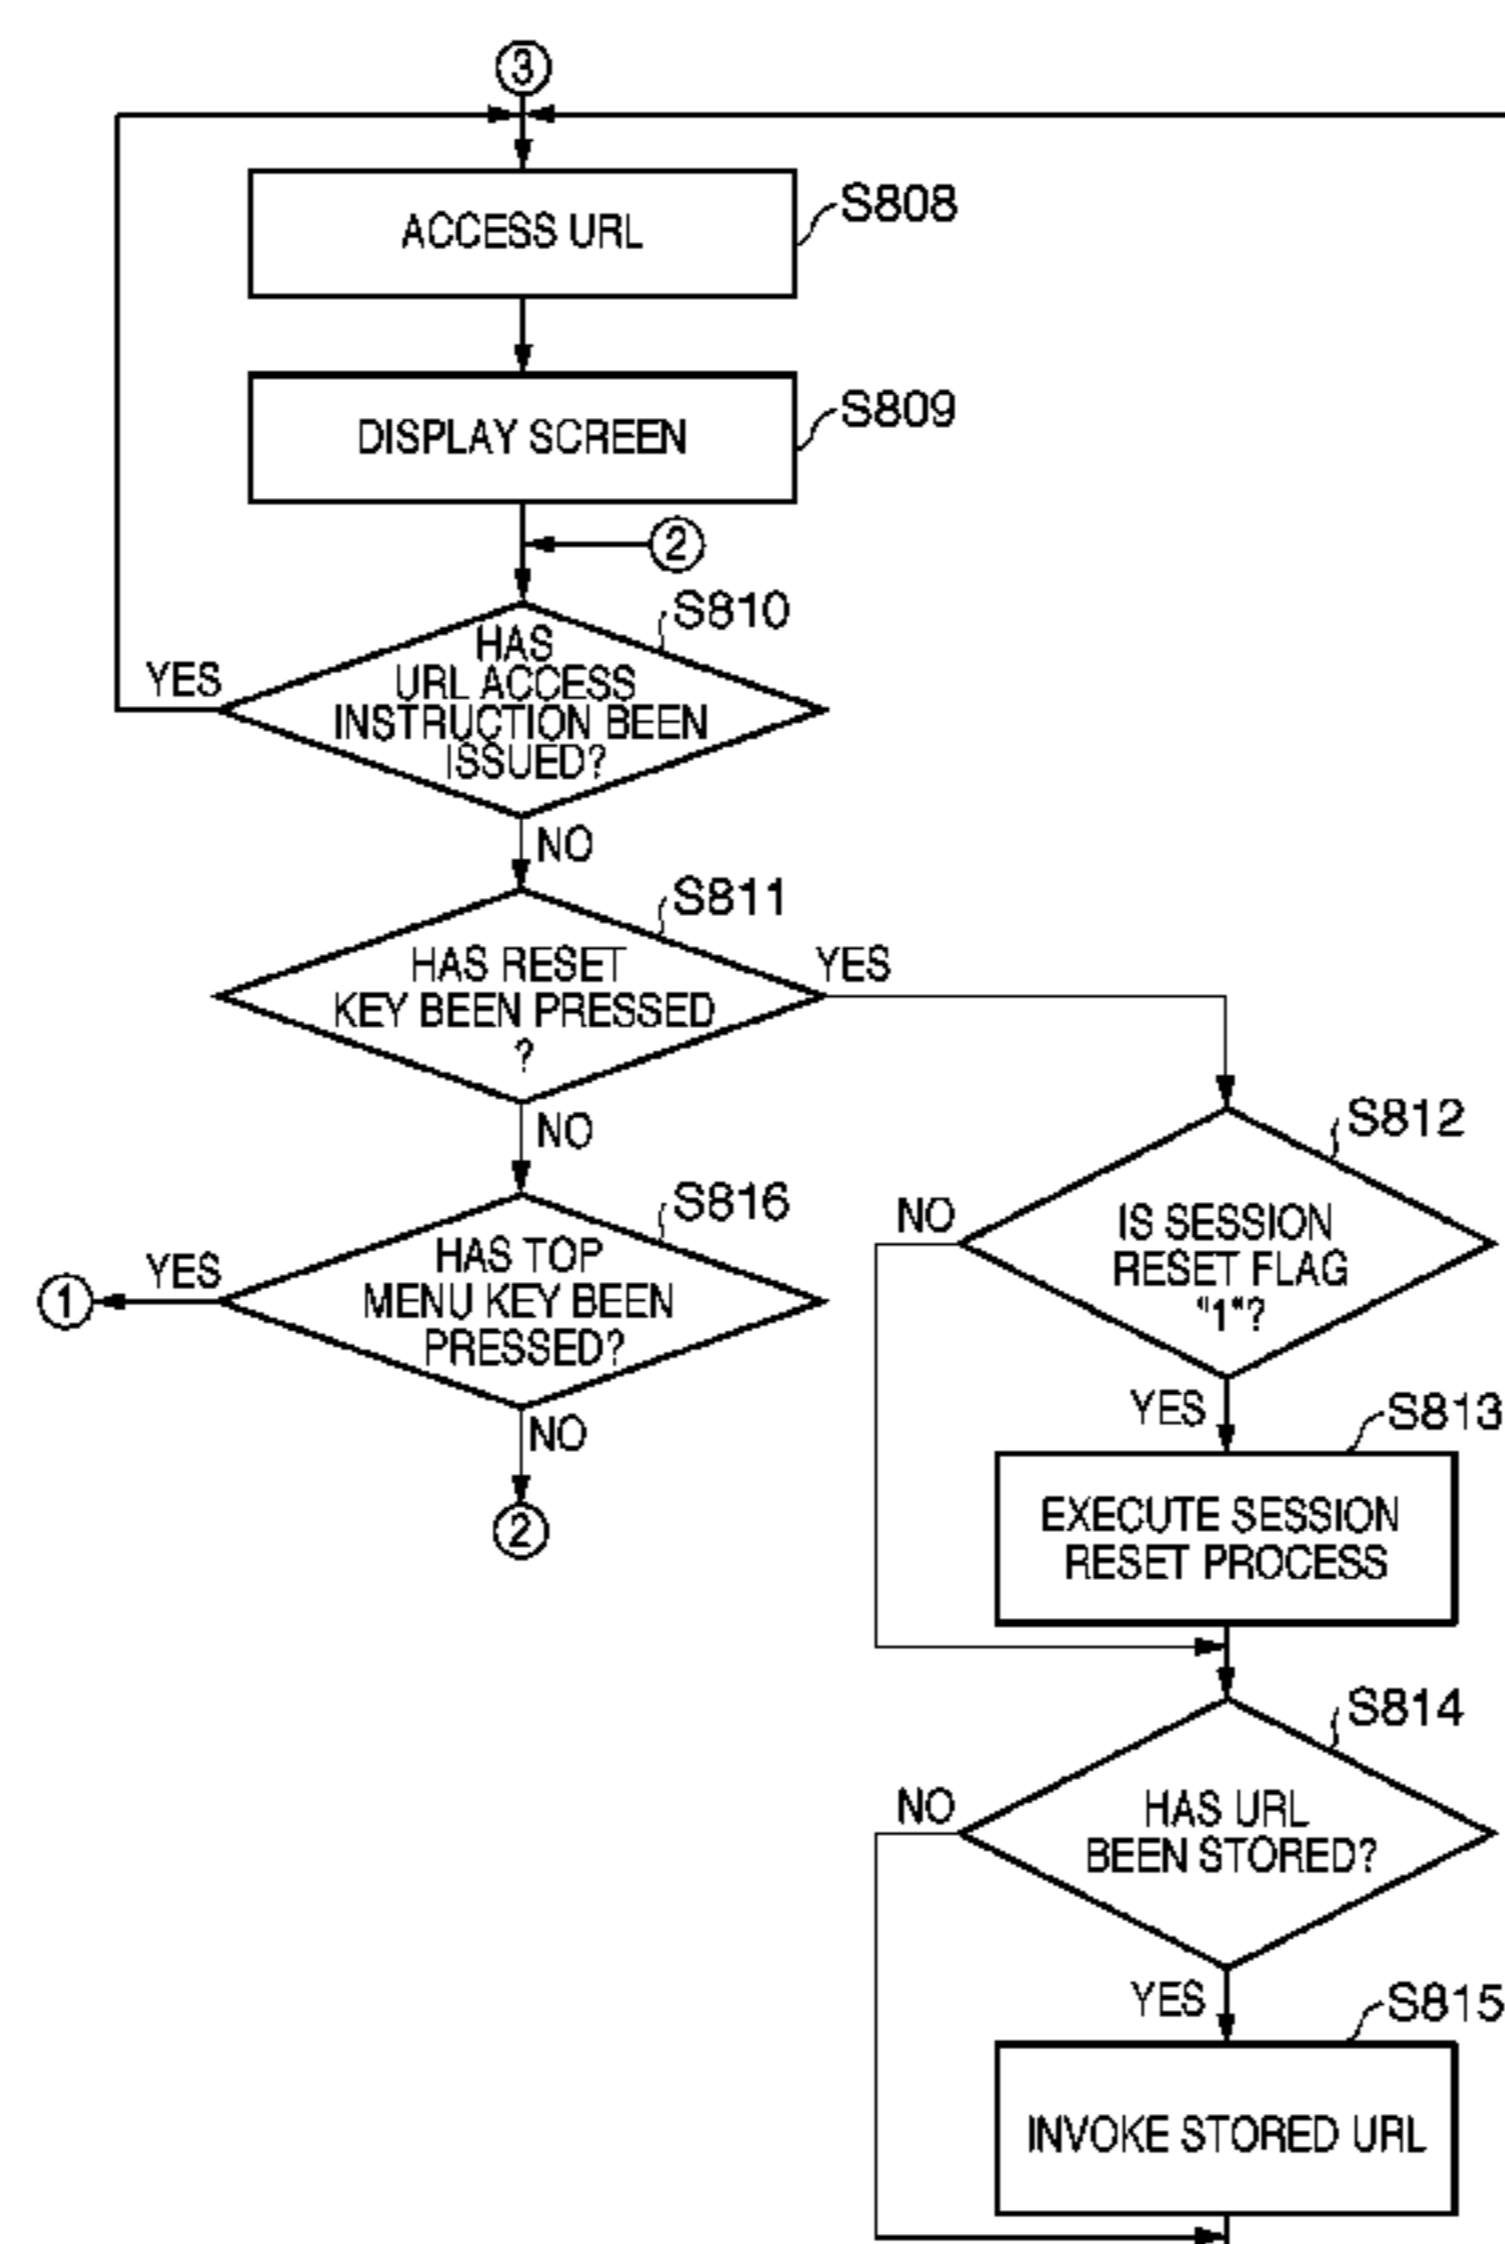 3
ACCESS URL
S808
DISPLAY SCREEN
S809
2
S810
HAS
URL ACCESS
INSTRUCTION BEEN
ISSUED?
YES
NO
S811
HAS RESET
KEY BEEN PRESSED
?
YES
NO
S816
HAS TOP
MENU KEY BEEN
PRESSED?
YES
1
NO
2
S812
IS SESSION
RESET FLAG
"1"?
NO
YES
S813
EXECUTE SESSION
RESET PROCESS
S814
HAS URL
BEEN STORED?
NO
YES
S815
INVOKE STORED URL